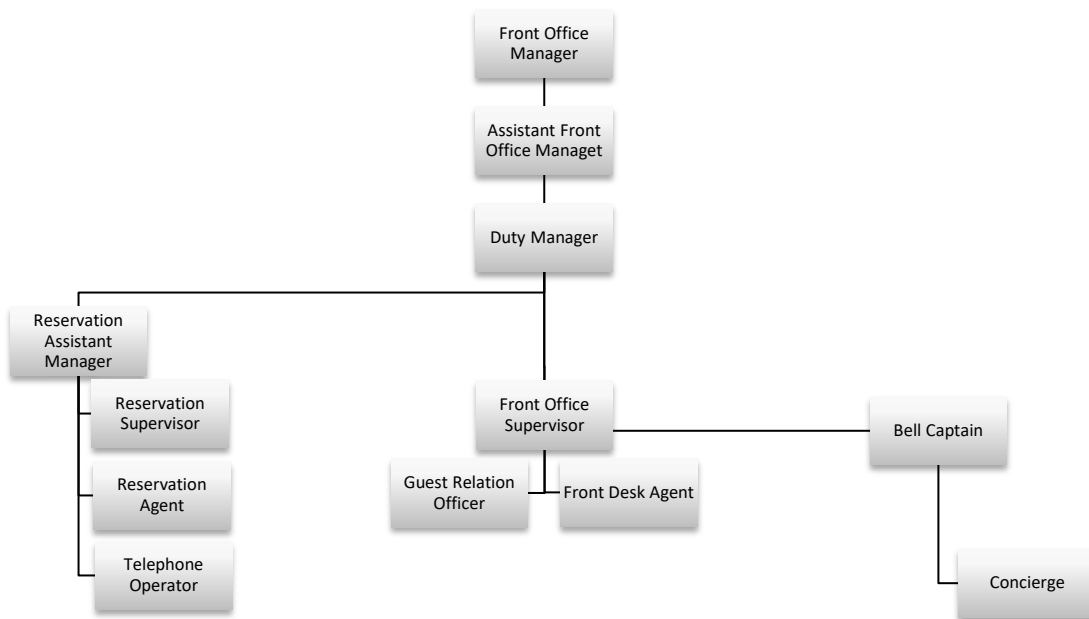 Front Office
Manager
Assistant Front
Office Managet
Duty Manager
Reservation
Assistant
Manager
Reservation
Supervisor
Reservation
Agent
Telephone
Operator
Front Office
Supervisor
Guest Relation
Officer
Front Desk Agent
Bell Captain
Concierge